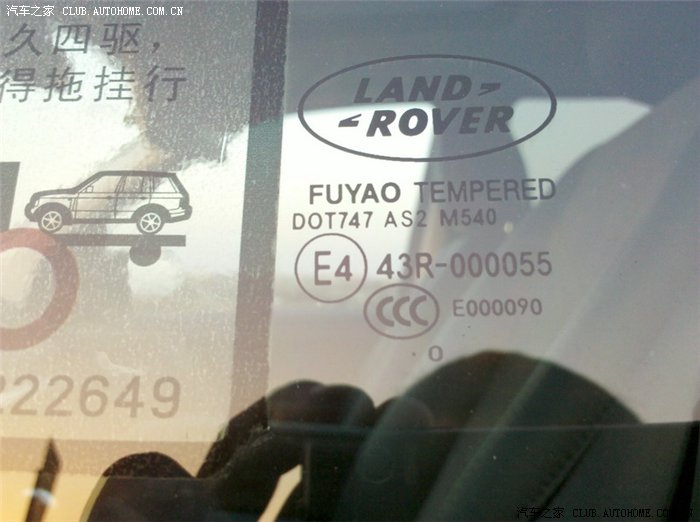 汽车之家 CLUB.AUTOHOME.COM.CN
久四驱，
得拖挂行
LAND
ROVER
FUYAO TEMPERED
DOT747 AS2 M540
E4 43R-000055
CCC E000090
O
222649
汽车之家 CLUB.AUTOHOME.COM.CN